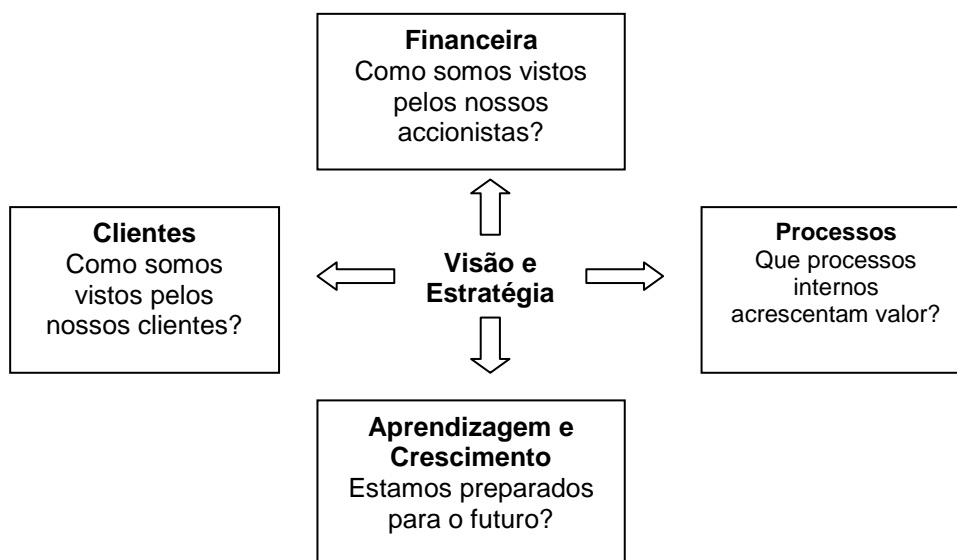 Financeira
Como somos vistos
pelos nossos
accionistas?
Clientes
Como somos
vistos pelos
nossos clientes?
Visão e
Estratégia
Processos
Que processos
internos
acrescentam valor?
Aprendizagem e
Crescimento
Estamos preparados
para o futuro?